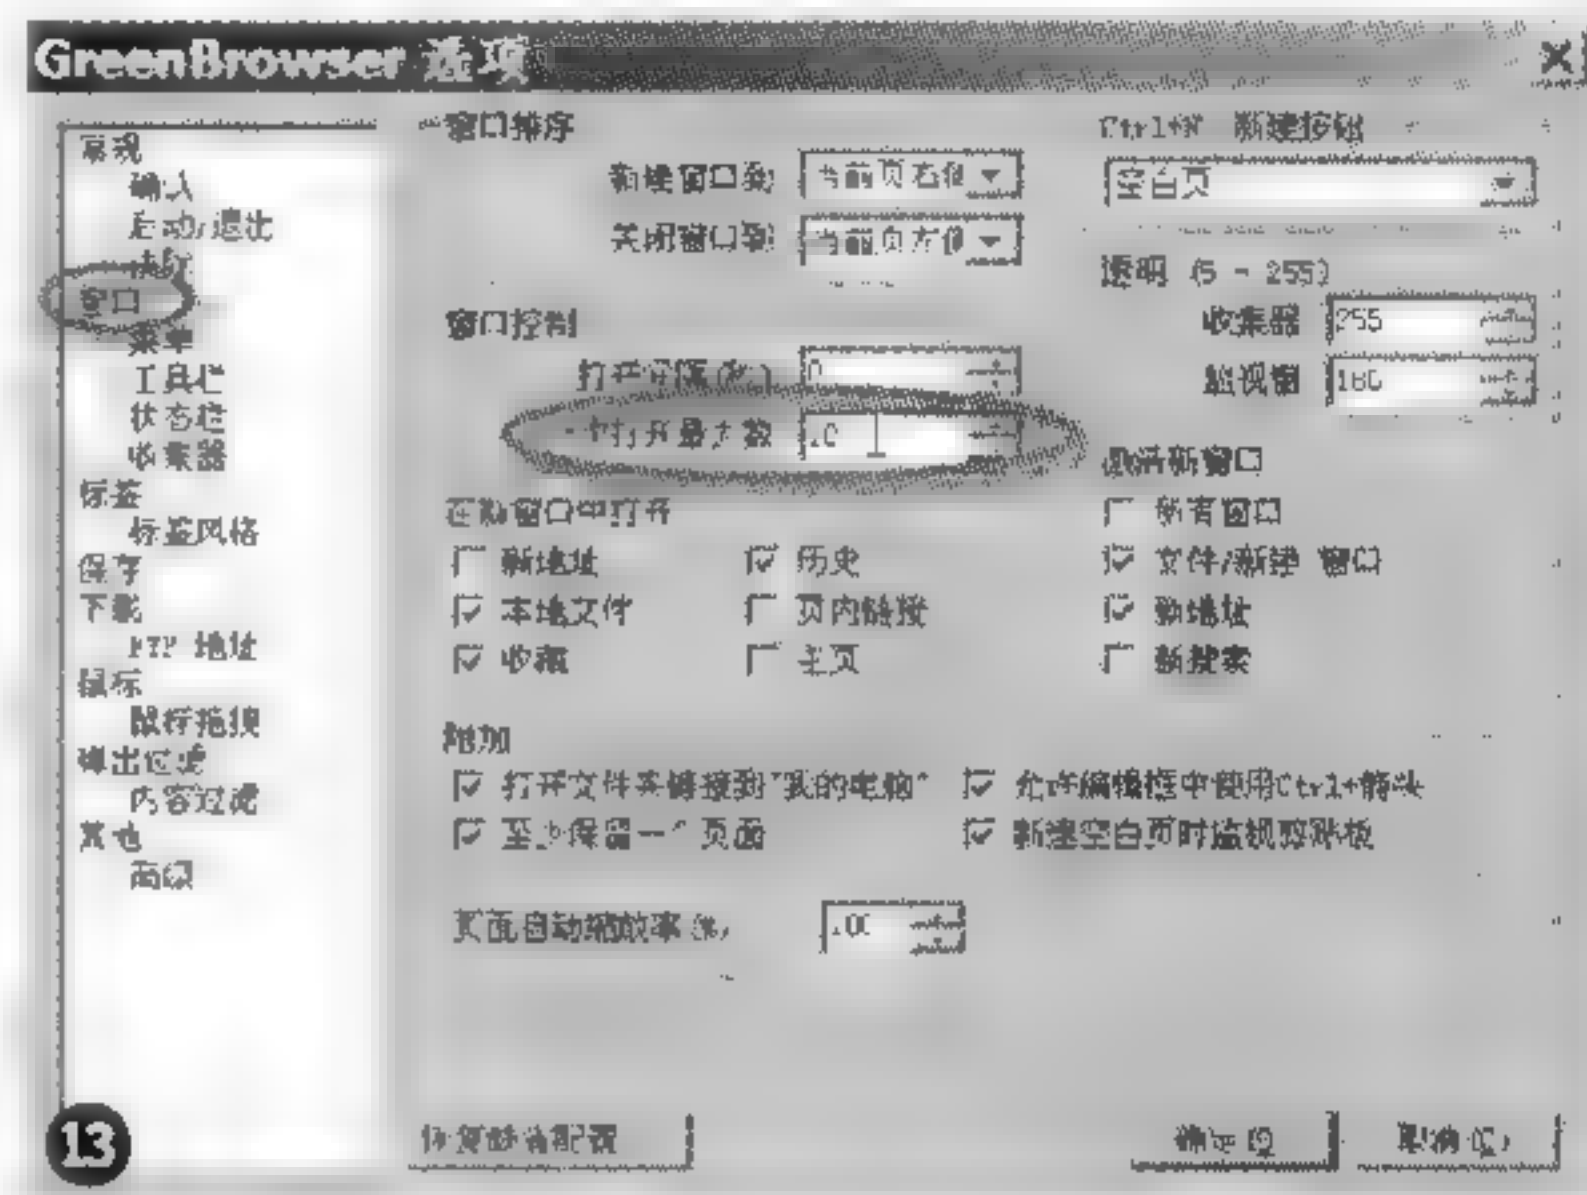 GreenBrowser 选项
常规
确入
启动/退出
窗口
菜单
工具栏
状态栏
收集器
标签
标签风格
保存
下载
FTP 地址
鼠标
鼠标拖拽
弹出过滤
内容过滤
其他
高级
窗口排序
新建窗口到 当前页右侧
关闭窗口到 当前页左侧
窗口控制
打开间隔(秒) 0
打开最大数
在新窗口中打开
新地址
历史
本地文件
页内链接
收藏
主页
附加
打开文件夹链接到"我的电脑"
允许编辑框中使用Ctrl+箭头
至少保留一个页面
新建空白页时监视剪贴板
页面自动缩放率(%) 100
Ctrl+N 新建按钮
空白页
透明 (5 - 255)
收集器 255
监视窗 180
激活新窗口
所有窗口
文件/新建 窗口
新地址
新搜索
13
恢复缺省配置
确定(O)
取消(C)